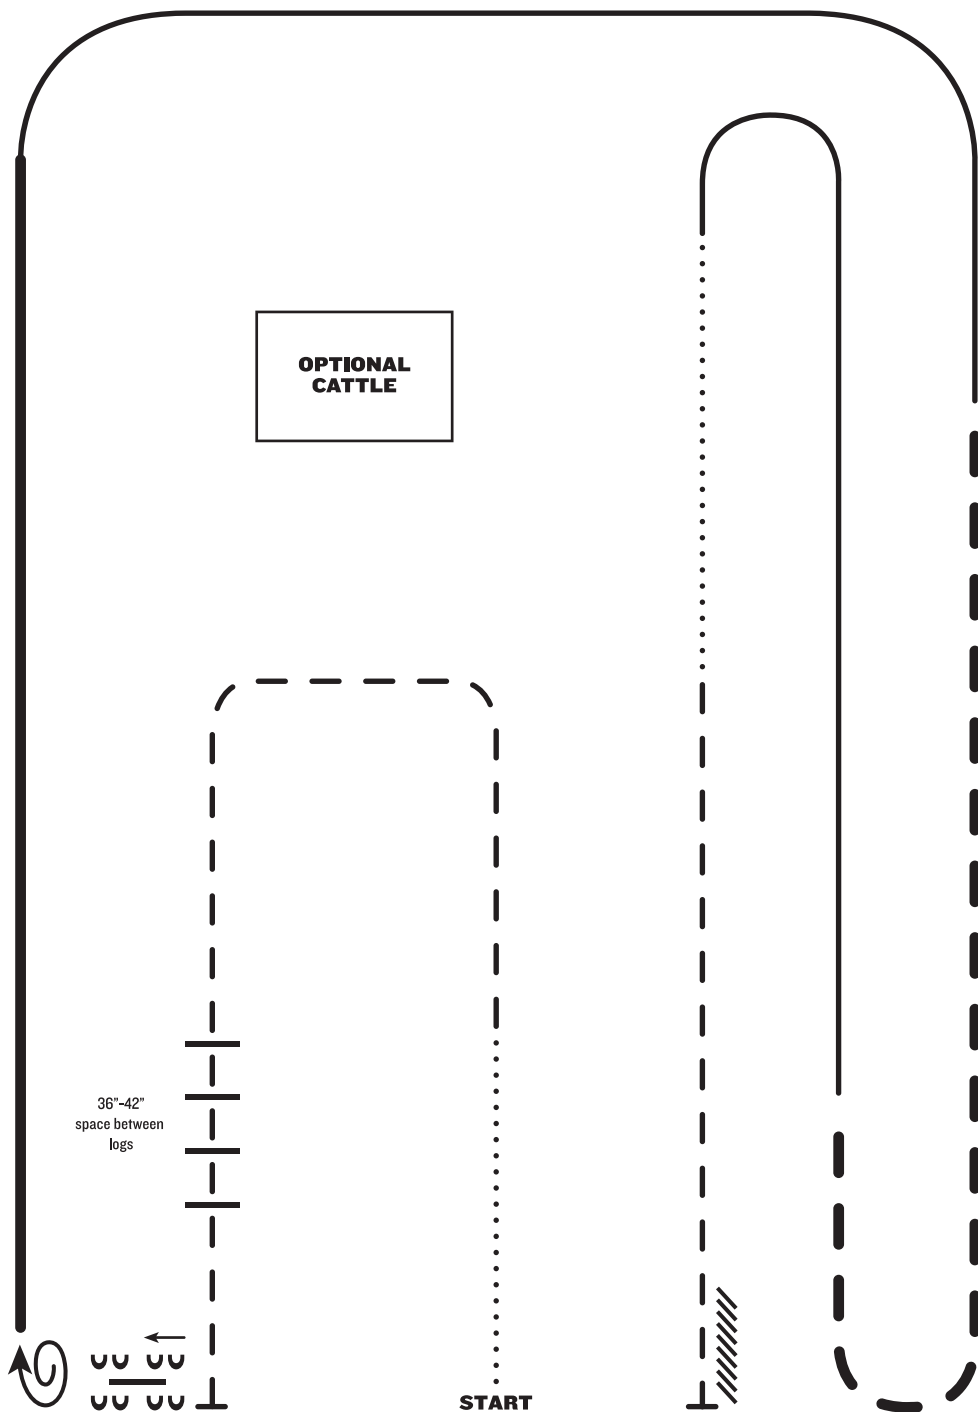 OPTIONAL
CATTLE
36”-42”
space between
logs
START